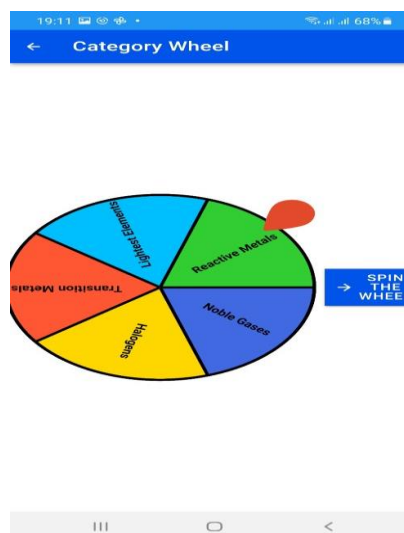 19:11 68%
Category Wheel
Lightest Elements
Reactive Metals
Transition Metals
Noble Gases
Halogens
SPIN
THE
WHEE